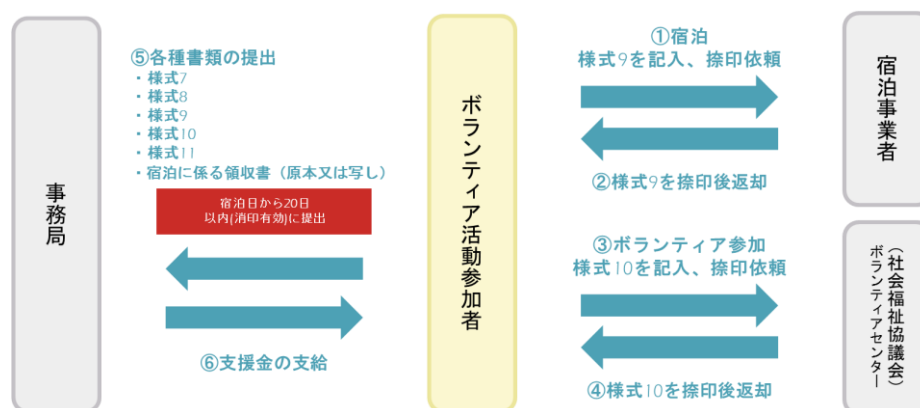 事務局
⑤各種書類の提出
・様式7
・様式8
・様式9
・様式10
・様式11
・宿泊に係る領収書（原本又は写し）
宿泊日から20日
以内(消印有効)に提出
⑥支援金の支給
ボランティア活動参加者
①宿泊
様式9を記入、捺印依頼
②様式9を捺印後返却
③ボランティア参加
様式10を記入、捺印依頼
④様式10を捺印後返却
宿泊事業者
（社会福祉協議会）
ボランティアセンター